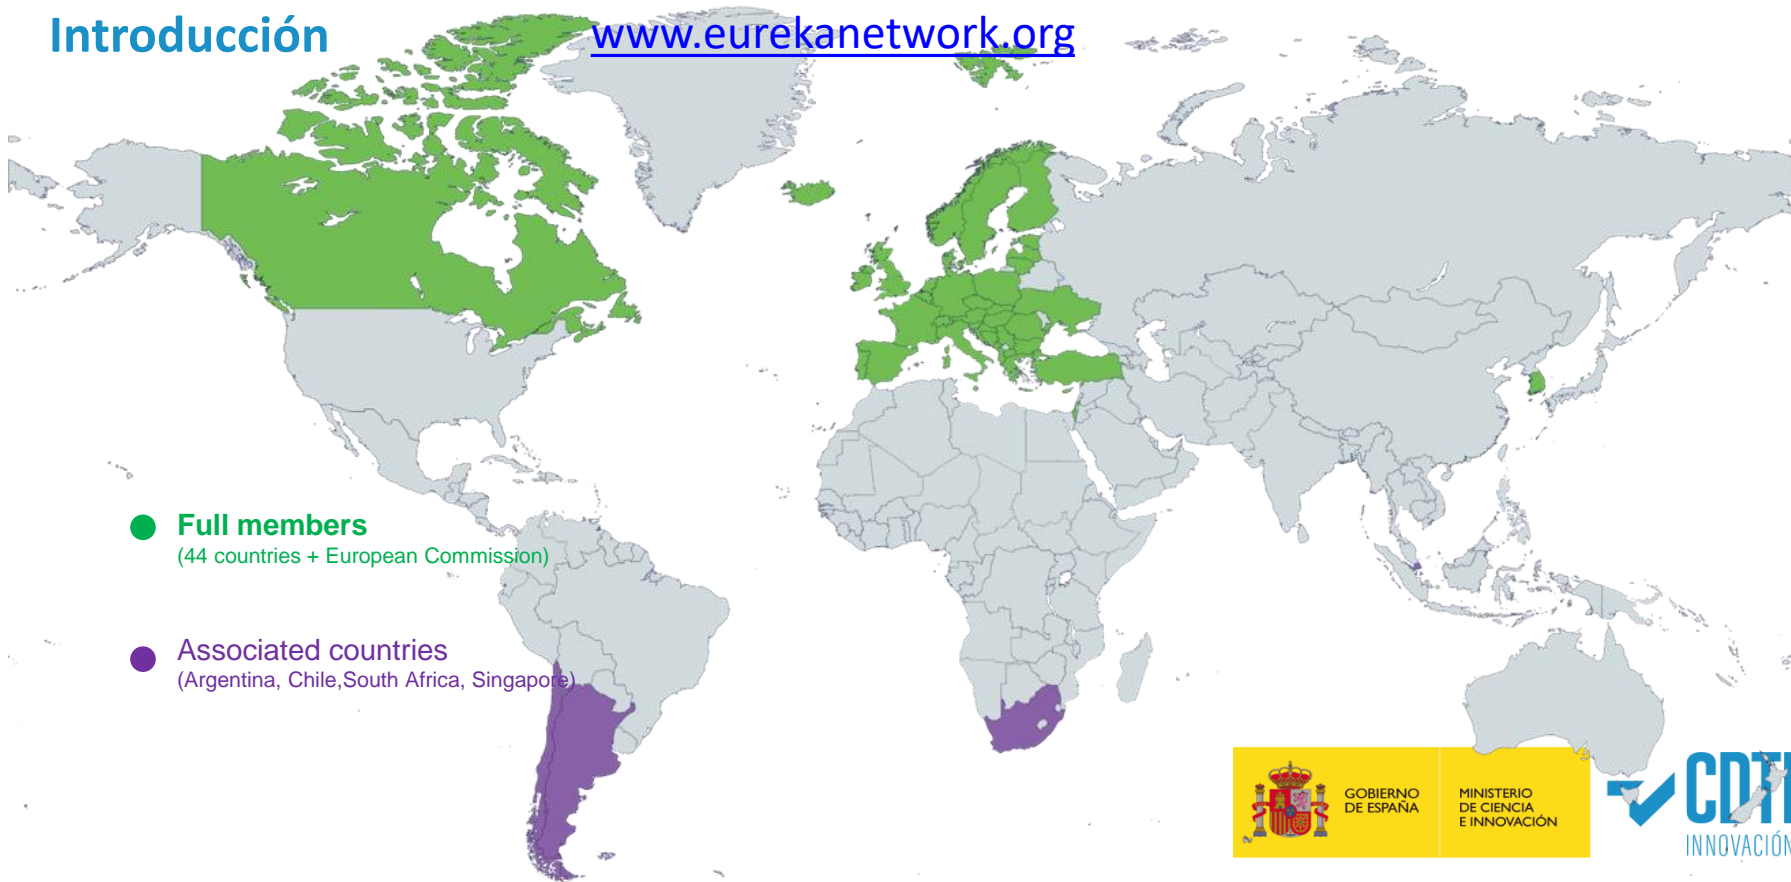 Introducción
www.eurekanetwork.org
Full members
(44 countries + European Commission)
Associated countries
(Argentina, Chile,South Africa, Singapore)
GOBIERNO
DE ESPAÑA
MINISTERIO
DE CIENCIA
E INNOVACIÓN
CDTI
INNOVACIÓN